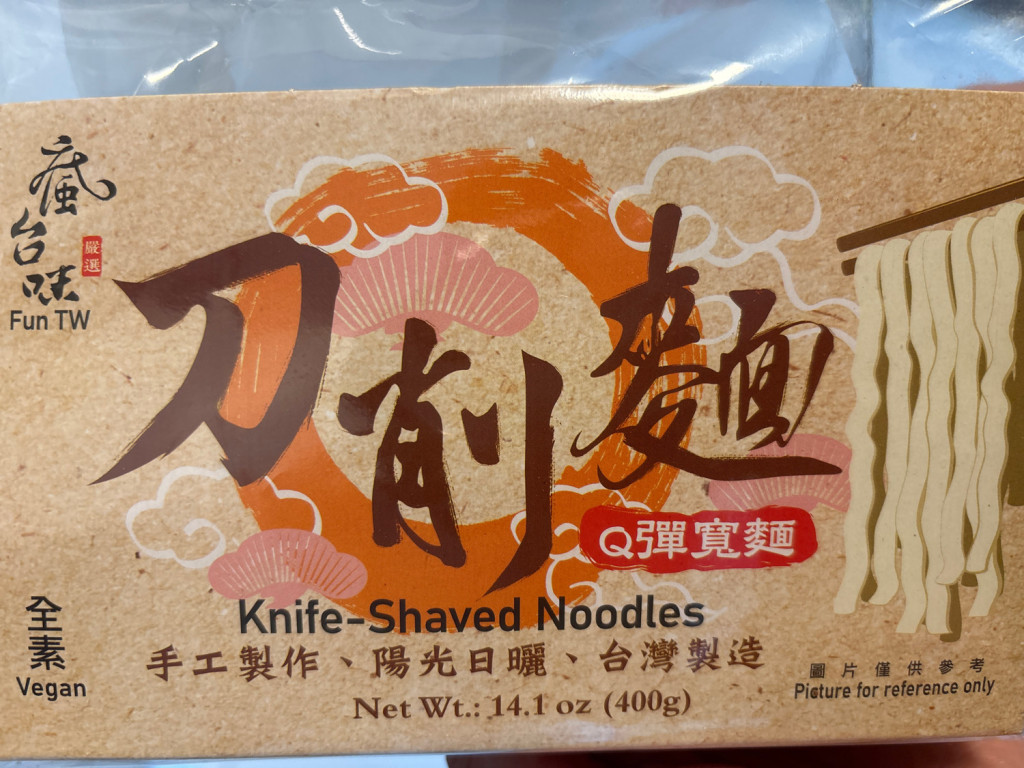 瘋台味
嚴選
Fun TW
刀削麵
Q彈寬麵
Knife-Shaved Noodles
手工製作、陽光日曬、台灣製造
Net Wt.: 14.1 oz (400g)
全素
Vegan
圖片僅供參考
Picture for reference only